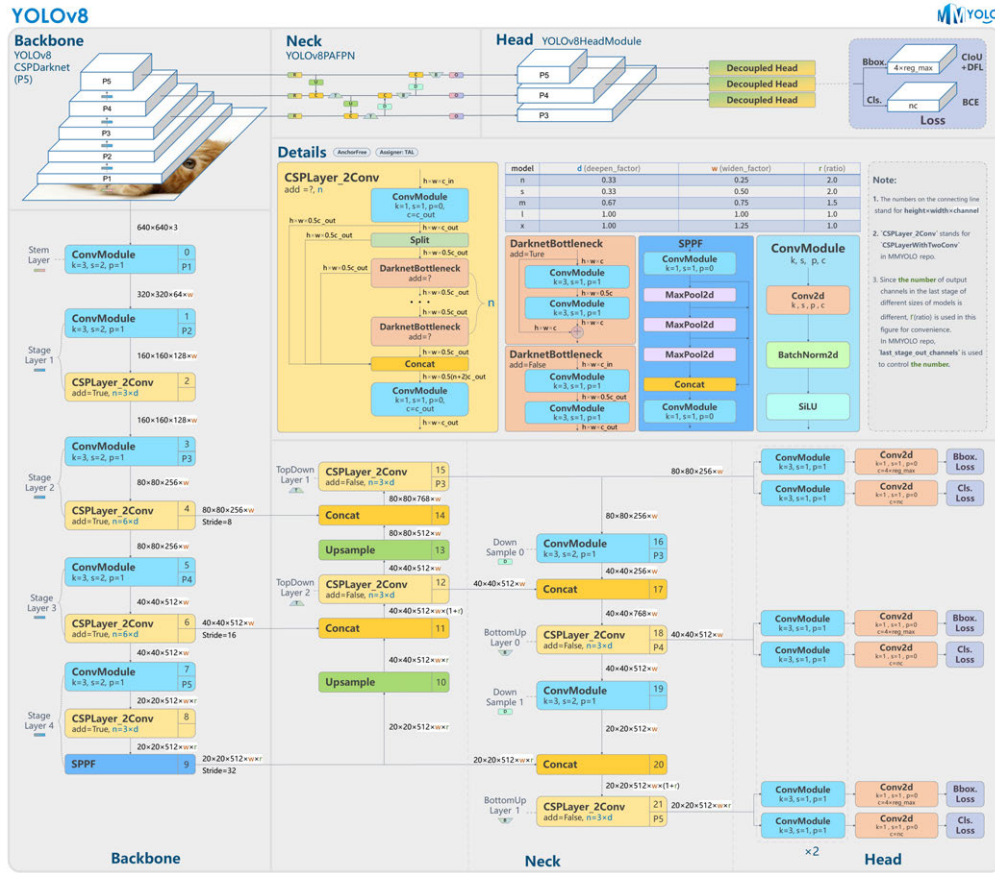 YOLOv8
MMYOLO
Backbone
YOLOv8
CSPDarknet
(P5)
P5
P4
P3
P2
P1
Neck
YOLOv8PAFPN
Head YOLOv8HeadModule
P5
P4
P3
Decoupled Head
Decoupled Head
Decoupled Head
Bbox.
4×reg_max
CIoU
+DFL
Cls.
nc
BCE
Loss
Details
AnchorFree
Assigner: TAL
CSPLayer_2Conv
add =?, n
h×w×c_in
ConvModule
k=1, s=1, p=0,
c=c_out
h×w×c_out
Split
h×w×0.5c_out
h×w×0.5c_out
DarknetBottleneck
add=?
h×w×0.5c_out
• • •
h×w×0.5c_out
DarknetBottleneck
add=?
n
h×w×0.5c_out
Concat
h×w×0.5(n+2)c_out
ConvModule
k=1, s=1, p=0,
c=c_out
h×w×c_out
model d (deepen_factor) w (widen_factor) r (ratio)
n 0.33 0.25 2.0
s 0.33 0.50 2.0
m 0.67 0.75 1.5
l 1.00 1.00 1.0
x 1.00 1.25 1.0
DarknetBottleneck
add=Ture
h×w×c
ConvModule
k=3, s=1, p=1
h×w×0.5c
ConvModule
k=3, s=1, p=1
h×w×c
h×w×c
DarknetBottleneck
add=False
h×w×c_in
ConvModule
k=3, s=1, p=1
h×w×0.5c_out
ConvModule
k=3, s=1, p=1
h×w×c_out
SPPF
ConvModule
k=1, s=1, p=0
MaxPool2d
MaxPool2d
MaxPool2d
Concat
ConvModule
k=1, s=1, p=0
ConvModule
k, s, p, c
Conv2d
k, s, p, c
BatchNorm2d
SiLU
Note:
1. The numbers on the connecting line
stand for height×width×channel
2. `CSPLayer_2Conv` stands for
`CSPLayerWithTwoConv`
in MMYOLO repo.
3. Since the number of output
channels in the last stage of
different sizes of models is
different, r(ratio) is used in this
figure for convenience.
In MMYOLO repo,
`last_stage_out_channels` is used
to control the number.
640×640×3
Stem
Layer
ConvModule 0
k=3, s=2, p=1 P1
320×320×64×w
ConvModule 1
k=3, s=2, p=1 P2
Stage
Layer 1
160×160×128×w
CSPLayer_2Conv 2
add=True, n=3×d
160×160×128×w
ConvModule 3
k=3, s=2, p=1 P3
Stage
Layer 2
80×80×256×w
CSPLayer_2Conv 4
add=True, n=6×d
80×80×256×w
Stride=8
80×80×256×w
ConvModule 5
k=3, s=2, p=1 P4
Stage
Layer 3
40×40×512×w
CSPLayer_2Conv 6
add=True, n=6×d
40×40×512×w
Stride=16
40×40×512×w
ConvModule 7
k=3, s=2, p=1 P5
Stage
Layer 4
20×20×512×w×r
CSPLayer_2Conv 8
add=True, n=3×d
20×20×512×w×r
SPPF 9
20×20×512×w×r
Stride=32
Backbone
TopDown
Layer 1
T
CSPLayer_2Conv 15
add=False, n=3×d P3
80×80×256×w
80×80×768×w
Concat 14
80×80×512×w
Upsample 13
40×40×512×w
TopDown
Layer 2
T
CSPLayer_2Conv 12
add=False, n=3×d
40×40×512×w
40×40×512×w×(1+r)
Concat 11
40×40×512×w×r
Upsample 10
20×20×512×w×r
80×80×256×w
Down
Sample 0
D
ConvModule 16
k=3, s=2, p=1 P3
40×40×256×w
Concat 17
40×40×768×w
BottomUp
Layer 0
B
CSPLayer_2Conv 18
add=False, n=3×d P4
40×40×512×w
40×40×512×w
Down
Sample 1
D
ConvModule 19
k=3, s=2, p=1
20×20×512×w
20×20×512×w×r
Concat 20
20×20×512×w×(1+r)
BottomUp
Layer 1
B
CSPLayer_2Conv 21
add=False, n=3×d P5
20×20×512×w×r
Neck
ConvModule
k=3, s=1, p=1
Conv2d
k=1, s=1, p=0
c=4×reg_max
Bbox.
Loss
ConvModule
k=3, s=1, p=1
Conv2d
k=1, s=1, p=0
c=nc
Cls.
Loss
ConvModule
k=3, s=1, p=1
Conv2d
k=1, s=1, p=0
c=4×reg_max
Bbox.
Loss
ConvModule
k=3, s=1, p=1
Conv2d
k=1, s=1, p=0
c=nc
Cls.
Loss
ConvModule
k=3, s=1, p=1
Conv2d
k=1, s=1, p=0
c=4×reg_max
Bbox.
Loss
ConvModule
k=3, s=1, p=1
Conv2d
k=1, s=1, p=0
c=nc
Cls.
Loss
×2
Head